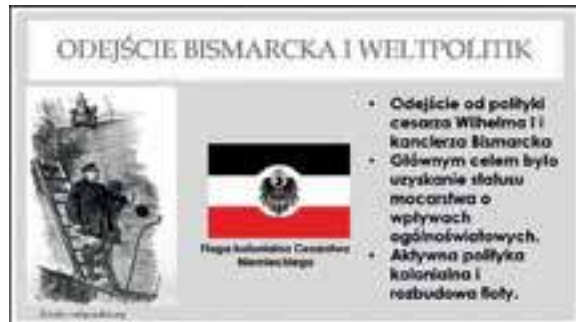 ODEJŚCIE BISMARCKA I WELTPOLITIK
• Odejście od polityki
cesarza Wilhelma I i
kanclerza Bismarcka
• Głównym celem było
uzyskanie statusu
mocarstwa o
wpływach
ogólnoświatowych.
• Aktywna polityka
kolonialna i
rozbudowa floty.
Flaga kolonialna Cesarstwa
Niemieckiego